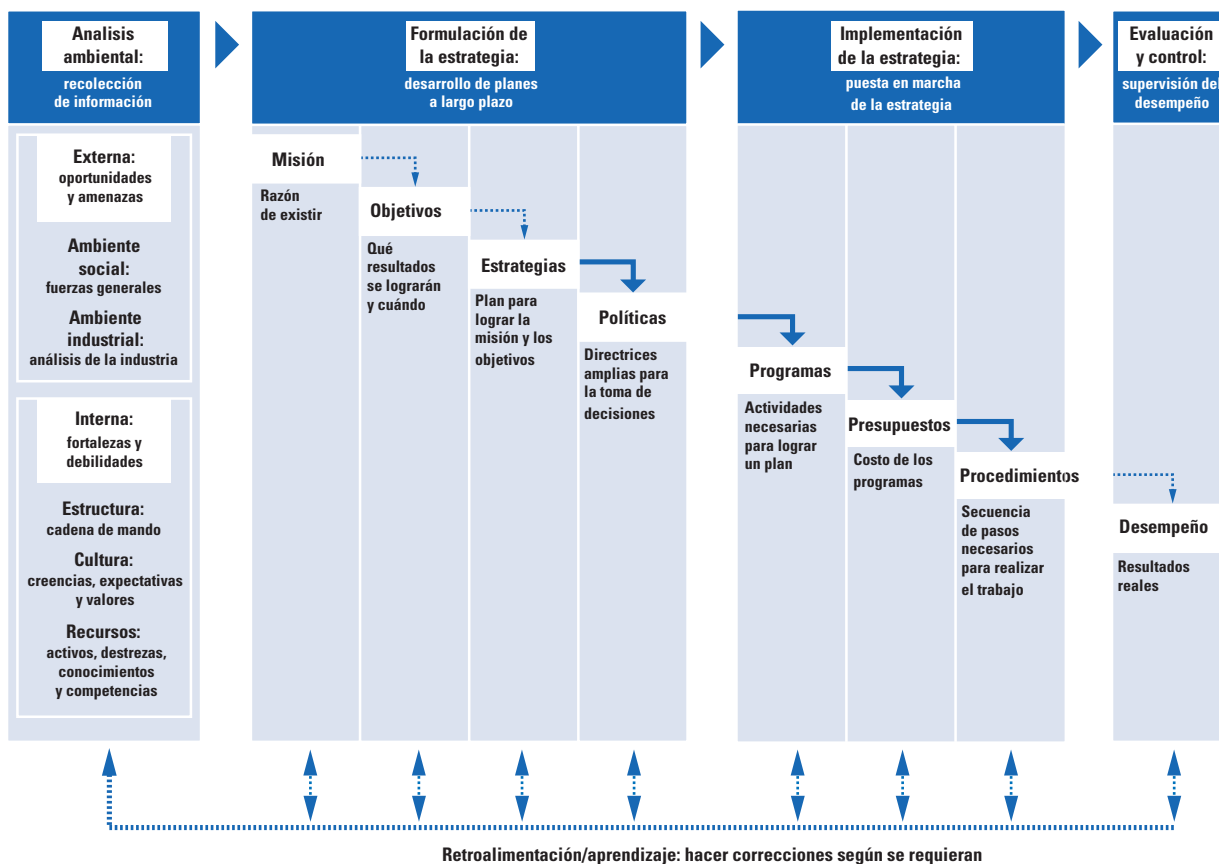 Analisis
ambiental:
recolección
de información
Formulación de
la estrategia:
desarrollo de planes
a largo plazo
Implementación
de la estrategia:
puesta en marcha
de la estrategia
Evaluación
y control:
supervisión del
desempeño
Externa:
oportunidades
y amenazas
Ambiente
social:
fuerzas generales
Ambiente
industrial:
análisis de la industria
Interna:
fortalezas y
debilidades
Estructura:
cadena de mando
Cultura:
creencias, expectativas
y valores
Recursos:
activos, destrezas,
conocimientos
y competencias
Misión
Razón
de existir
Objetivos
Qué
resultados
se lograrán
y cuándo
Estrategias
Plan para
lograr la
misión y los
objetivos
Políticas
Directrices
amplias para
la toma de
decisiones
Programas
Actividades
necesarias
para lograr
un plan
Presupuestos
Costo de los
programas
Procedimientos
Secuencia
de pasos
necesarios
para realizar
el trabajo
Desempeño
Resultados
reales
Retroalimentación/aprendizaje: hacer correcciones según se requieran